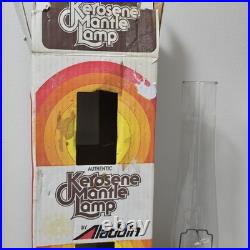 Kerosene
Mantle
Lamp
AUTHENTIC
Kerosene
Mantle
Lamp
BY Aladdin